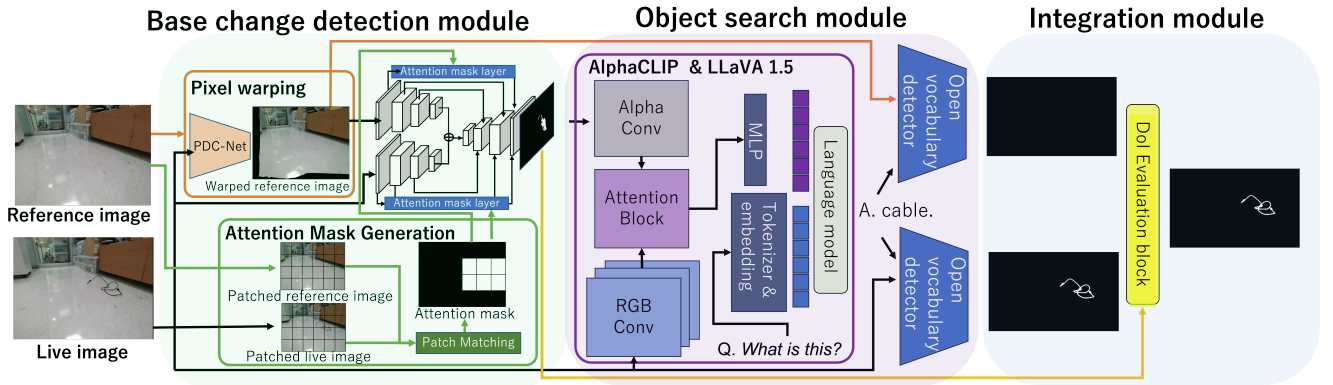 Base change detection module
Object search module
Integration module
Pixel warping
PDC-Net
Warped reference image
Attention mask layer
Attention mask layer
Reference image
Live image
Attention Mask Generation
Patched reference image
Patched live image
Attention mask
Patch Matching
AlphaCLIP & LLaVA 1.5
Alpha
Conv
Attention
Block
RGB
Conv
MLP
Tokenizer &
embedding
Language model
Q. What is this?
A. cable.
Open
vocabulary
detector
Open
vocabulary
detector
DoI Evaluation block